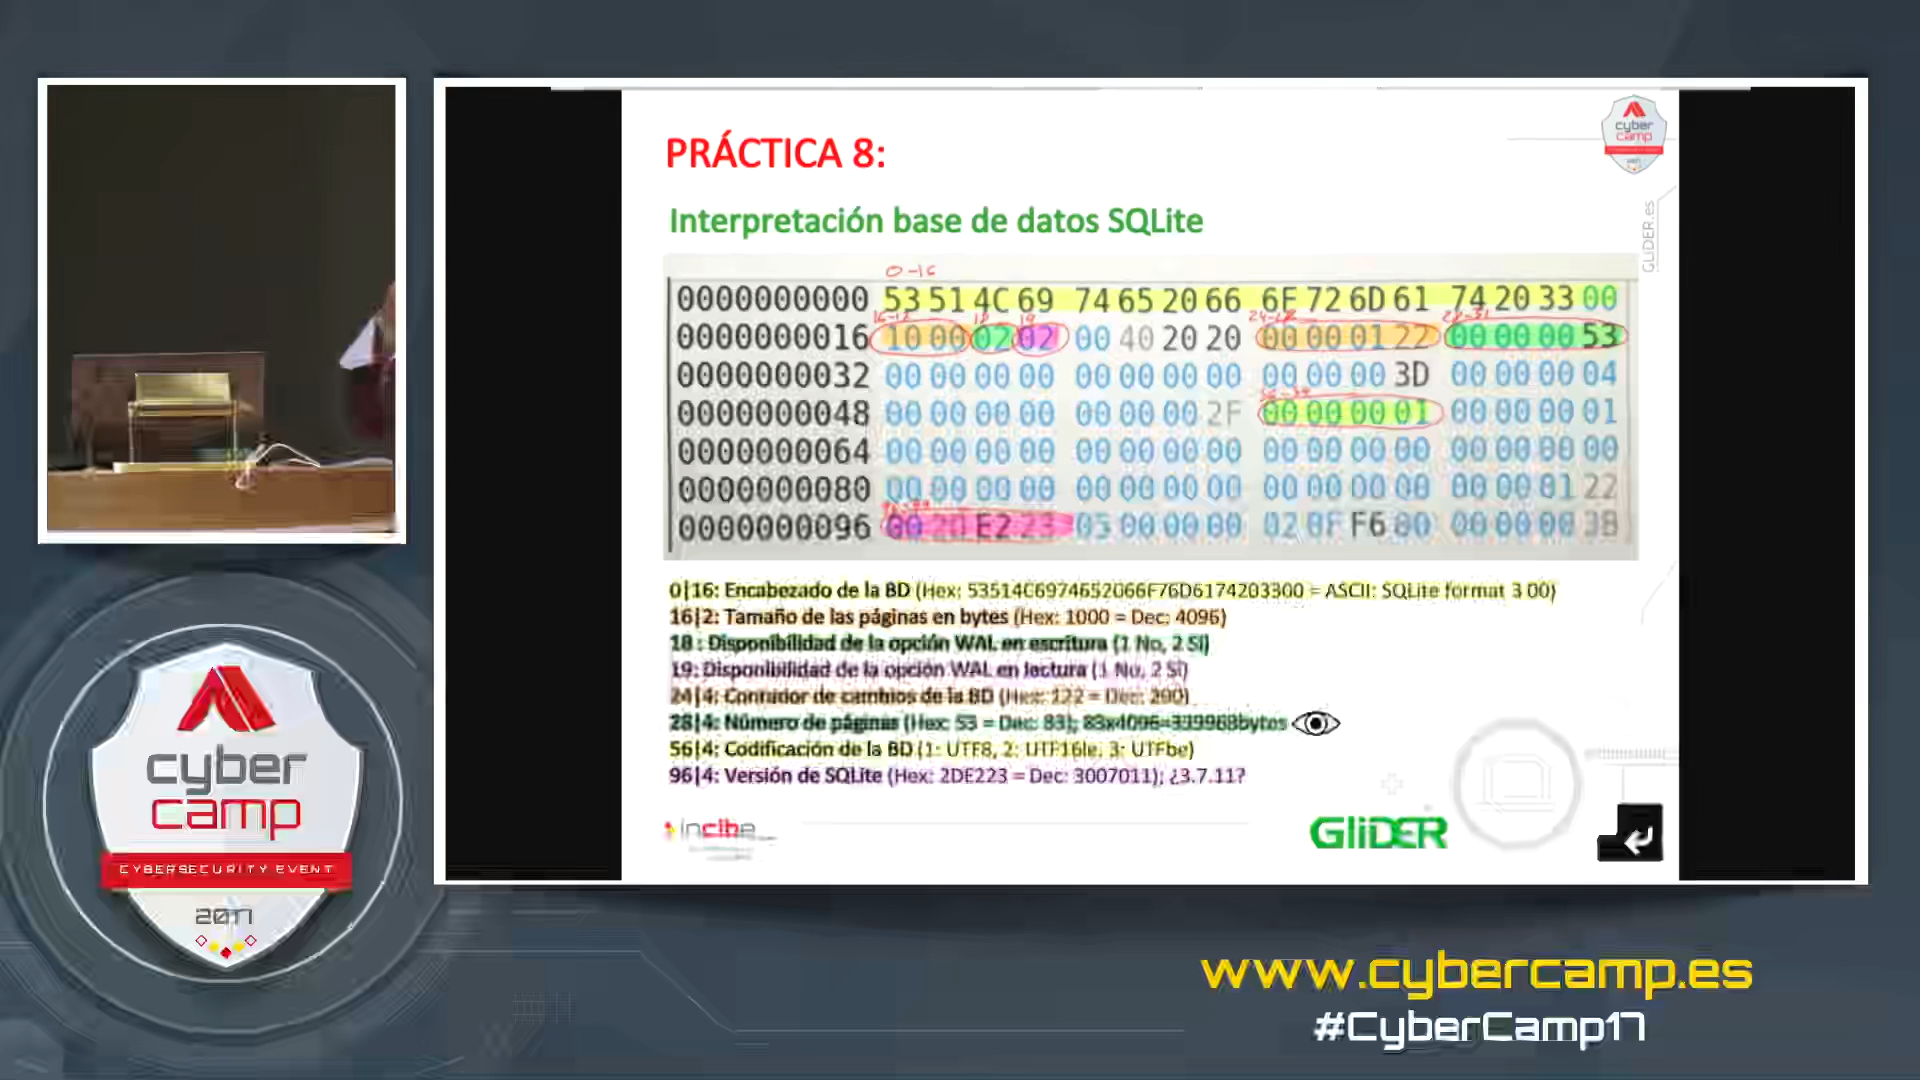 PRÁCTICA 8:
cyber
camp
2017
Interpretación base de datos SQLite
GLiDER.es
0-16
0000000000 53 51 4C 69 74 65 20 66 6F 72 6D 61 74 20 33 00
0000000016 10 00 02 02 00 40 20 20 00 00 01 22 00 00 00 53
0000000032 00 00 00 00 00 00 00 00 00 00 00 3D 00 00 00 04
0000000048 00 00 00 00 00 00 00 2F 00 00 00 01 00 00 00 01
0000000064 00 00 00 00 00 00 00 00 00 00 00 00 00 00 00 00
0000000080 00 00 00 00 00 00 00 00 00 00 00 00 00 00 01 22
0000000096 00 2D E2 23 05 00 00 00 02 0F F6 00 00 00 00 3B
0|16: Encabezado de la BD (Hex: 53514C6974652066F76D6174203300 = ASCII: SQLite format 3 00)
16|2: Tamaño de las páginas en bytes (Hex: 1000 = Dec: 4096)
18 : Disponibilidad de la opción WAL en escritura (1 No, 2 Sí)
19: Disponibilidad de la opción WAL en lectura (1 No, 2 Sí)
24|4: Contador de cambios de la BD (Hex: 122 = Dec: 290)
28|4: Número de páginas (Hex: 53 = Dec: 83); 83x4096=339968bytes
56|4: Codificación de la BD (1: UTF8, 2: UTF16le, 3: UTFbe)
96|4: Versión de SQLite (Hex: 2DE223 = Dec: 3007011); ¿3.7.11?
incibe
GLiDER
cyber
camp
CYBERSECURITY EVENT
2017
www.cybercamp.es
#CyberCamp17